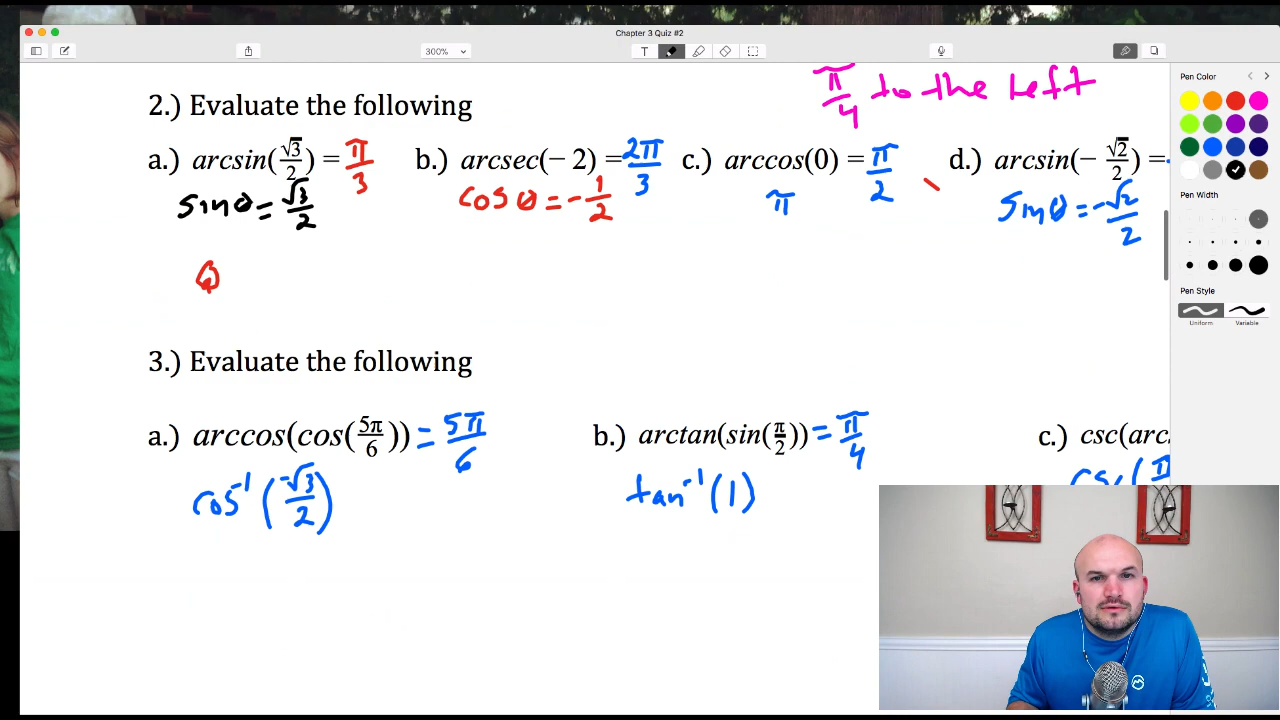 Chapter 3 Quiz #2
300%
T
π/4 to the left
Pen Color
2.) Evaluate the following
a.) arcsin(√3/2) = π/3
b.) arcsec(− 2) = 2π/3
c.) arccos(0) = π/2
d.) arcsin(− √2/2) =
sinθ = √3/2
cosθ = -1/2
π
sinθ = -√2/2
Pen Width
θ
Pen Style
Uniform Variable
3.) Evaluate the following
a.) arccos(cos(5π/6)) = 5π/6
b.) arctan(sin(π/2)) = π/4
c.) csc(arc
cos⁻¹(-√3/2)
tan⁻¹(1)
csc(π